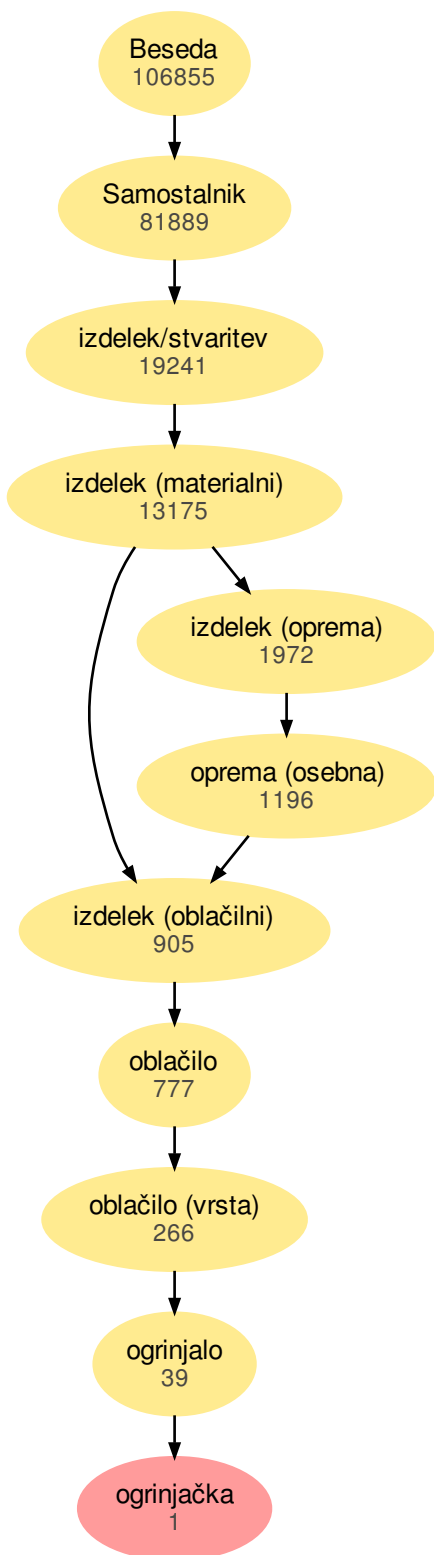 Beseda
106855
Samostalnik
81889
izdelek/stvaritev
19241
izdelek (materialni)
13175
izdelek (oprema)
1972
oprema (osebna)
1196
izdelek (oblačilni)
905
oblačilo
777
oblačilo (vrsta)
266
ogrinjalo
39
ogrinjačka
1